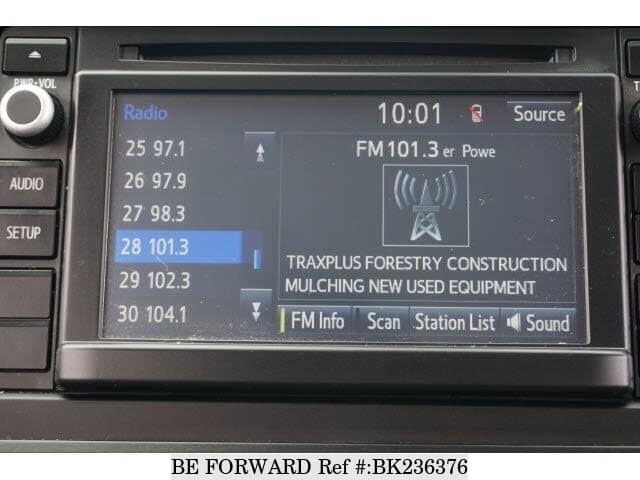 PWR•VOL
AUDIO
SETUP
Radio
10:01
Source
25 97.1
26 97.9
27 98.3
28 101.3
29 102.3
30 104.1
FM101.3 er Powe
TRAXPLUS FORESTRY CONSTRUCTION
MULCHING NEW USED EQUIPMENT
FM Info
Scan
Station List
Sound
BE FORWARD Ref #:BK236376